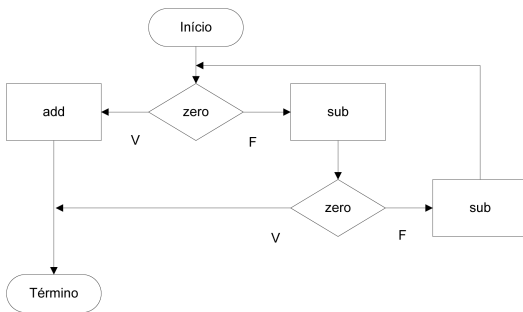 Início
add
zero
sub
V
F
zero
sub
V
F
Término